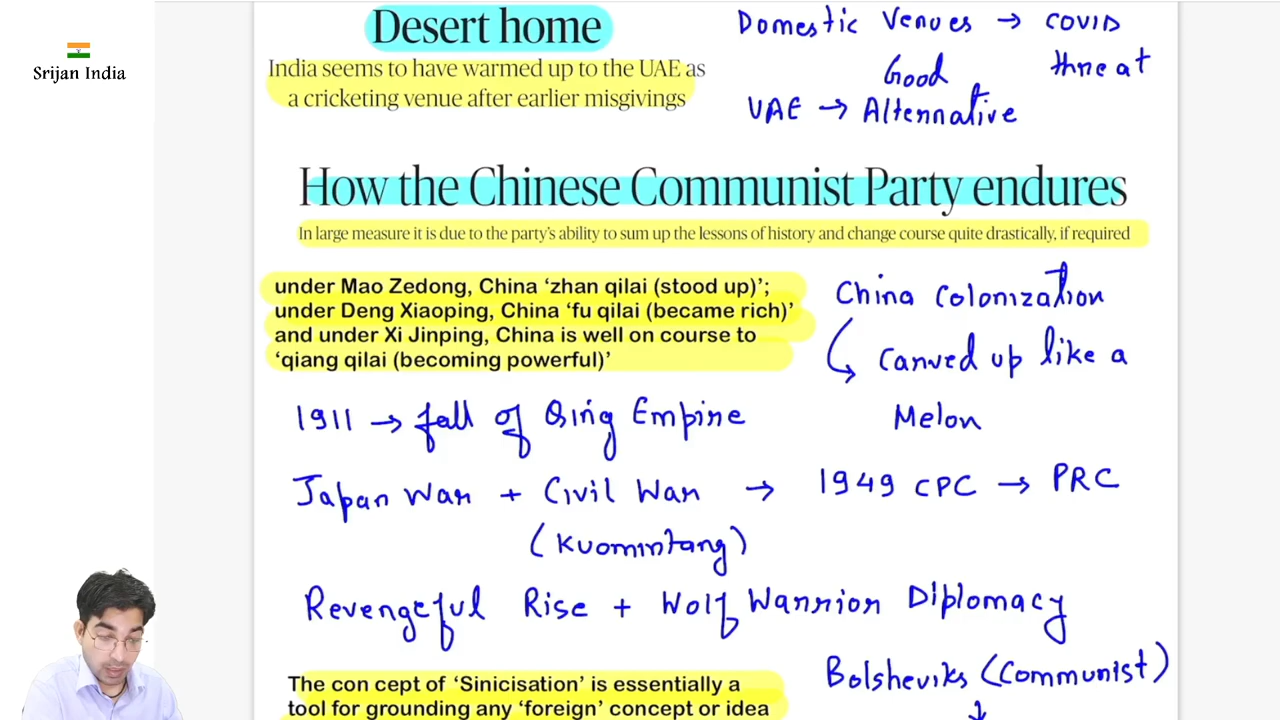 Srijan India
Desert home
India seems to have warmed up to the UAE as
a cricketing venue after earlier misgivings
Domestic Venues → COVID
Good threat
UAE → Alternative
How the Chinese Communist Party endures
In large measure it is due to the party's ability to sum up the lessons of history and change course quite drastically, if required
under Mao Zedong, China ‘zhan qilai (stood up)’;
under Deng Xiaoping, China ‘fu qilai (became rich)’
and under Xi Jinping, China is well on course to
‘qiang qilai (becoming powerful)’
China Colonization
Carved up like a
Melon
1911 → fall of Qing Empire
Japan War + Civil War → 1949 CPC → PRC
(Kuomintang)
Revengeful Rise + Wolf Warrior Diplomacy
Bolsheviks (Communist)
The con cept of ‘Sinicisation’ is essentially a
tool for grounding any ‘foreign’ concept or idea